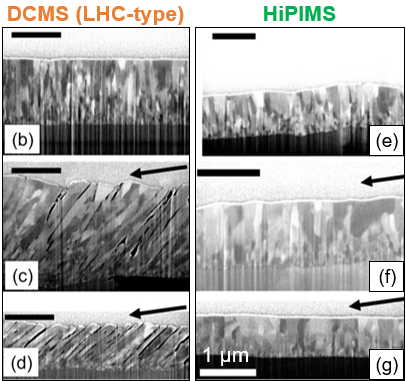 DCMS (LHC-type)
HiPIMS
(b)
(e)
(c)
(f)
(d)
(g)
1 μm